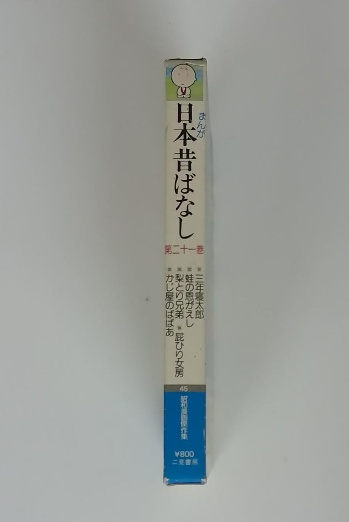 まんが
日本昔ばなし
第二十一巻
※三年寝太郎
※蛙の恩がえし
※梨とり兄弟 ※屁ひり女房
※かじ屋のばばあ
45
¥800
二見書房